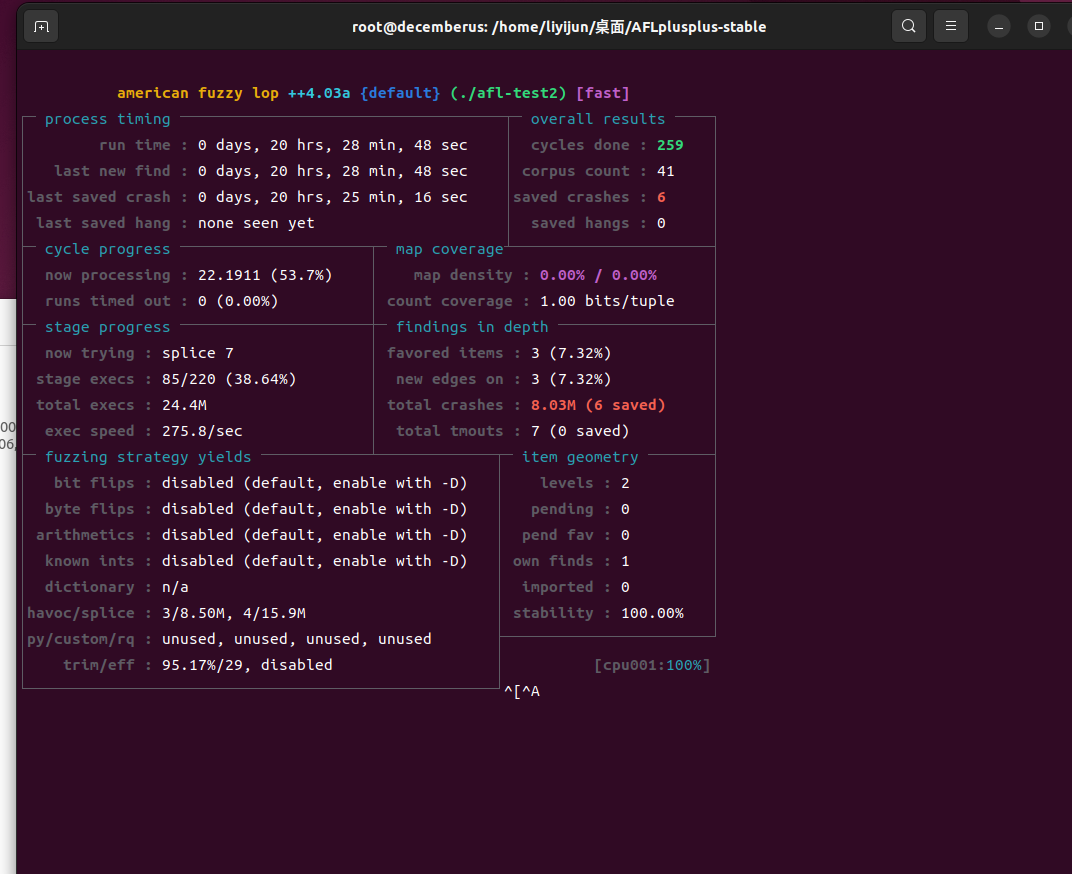 root@decemberus: /home/liyijun/桌面/AFLplusplus-stable
american fuzzy lop ++4.03a {default} (./afl-test2) [fast]
process timing
overall results
run time : 0 days, 20 hrs, 28 min, 48 sec
cycles done : 259
last new find : 0 days, 20 hrs, 28 min, 48 sec
corpus count : 41
last saved crash : 0 days, 20 hrs, 25 min, 16 sec
saved crashes : 6
last saved hang : none seen yet
saved hangs : 0
cycle progress
map coverage
now processing : 22.1911 (53.7%)
map density : 0.00% / 0.00%
runs timed out : 0 (0.00%)
count coverage : 1.00 bits/tuple
stage progress
findings in depth
now trying : splice 7
favored items : 3 (7.32%)
stage execs : 85/220 (38.64%)
new edges on : 3 (7.32%)
total execs : 24.4M
total crashes : 8.03M (6 saved)
exec speed : 275.8/sec
total tmouts : 7 (0 saved)
fuzzing strategy yields
item geometry
bit flips : disabled (default, enable with -D)
levels : 2
byte flips : disabled (default, enable with -D)
pending : 0
arithmetics : disabled (default, enable with -D)
pend fav : 0
known ints : disabled (default, enable with -D)
own finds : 1
dictionary : n/a
imported : 0
havoc/splice : 3/8.50M, 4/15.9M
stability : 100.00%
py/custom/rq : unused, unused, unused, unused
trim/eff : 95.17%/29, disabled
[cpu001:100%]
^[^A
00
06,